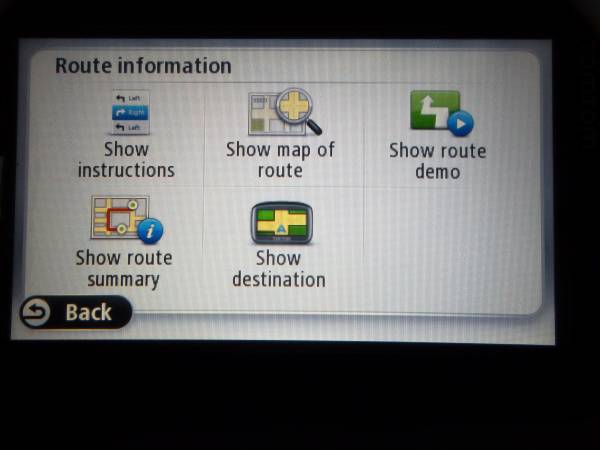 Route information
Left
Right
Left
Show
instructions
Show map of
route
Show route
demo
Show route
summary
Show
destination
Back